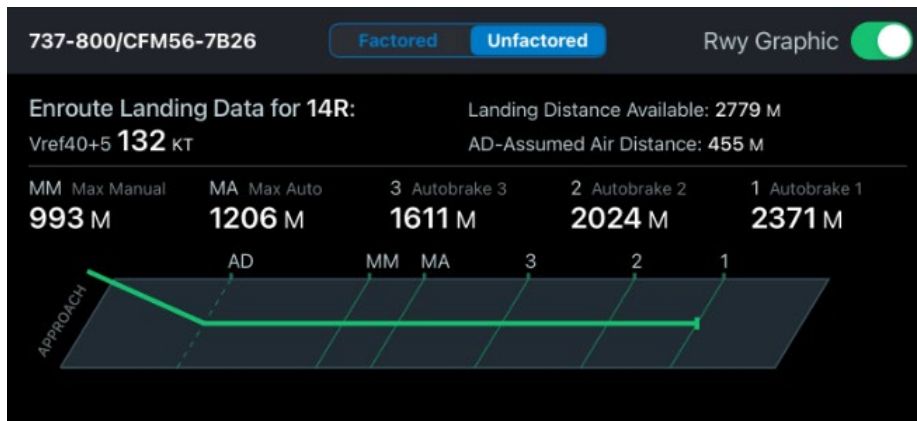 737-800/CFM56-7B26 Factored Unfactored Rwy Graphic
Enroute Landing Data for 14R: Landing Distance Available: 2779 M
Vref40+5 132 KT AD-Assumed Air Distance: 455 M
MM Max Manual MA Max Auto 3 Autobrake 3 2 Autobrake 2 1 Autobrake 1
993 M 1206 M 1611 M 2024 M 2371 M
AD MM MA 3 2 1
APPROACH